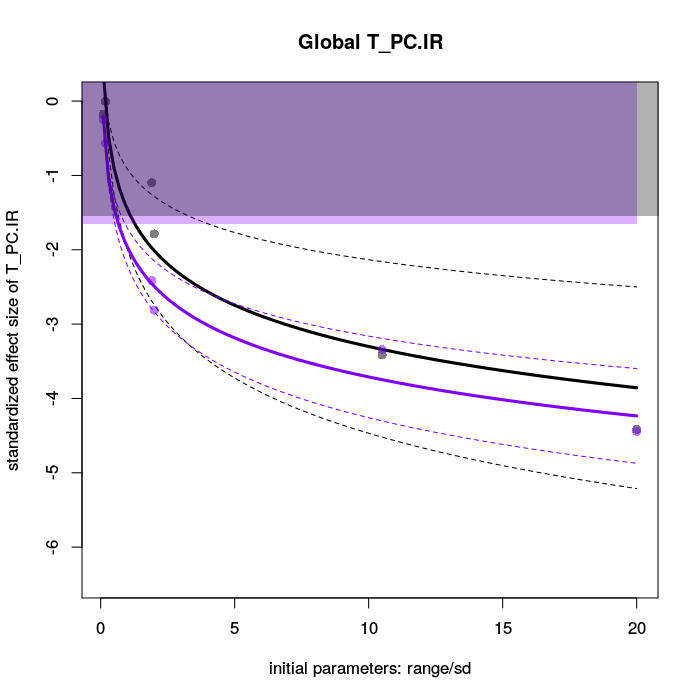 Global T_PC.IR
standardized effect size of T_PC.IR
0
-1
-2
-3
-4
-5
-6
0 5 10 15 20
initial parameters: range/sd